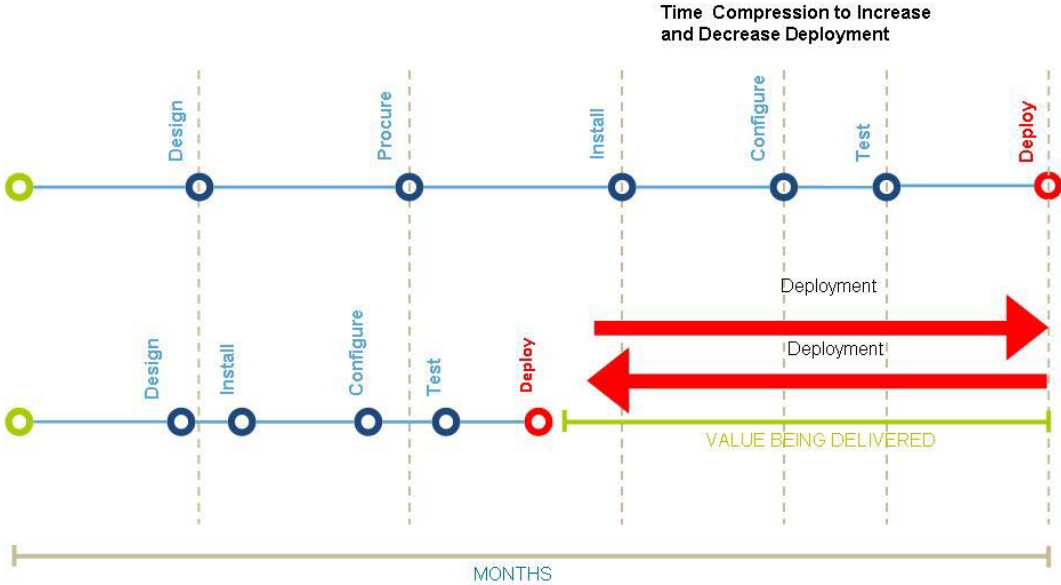 Time Compression to Increase
and Decrease Deployment
Design
Procure
Install
Configure
Test
Deploy
Deployment
Deployment
Design
Install
Configure
Test
Deploy
VALUE BEING DELIVERED
MONTHS